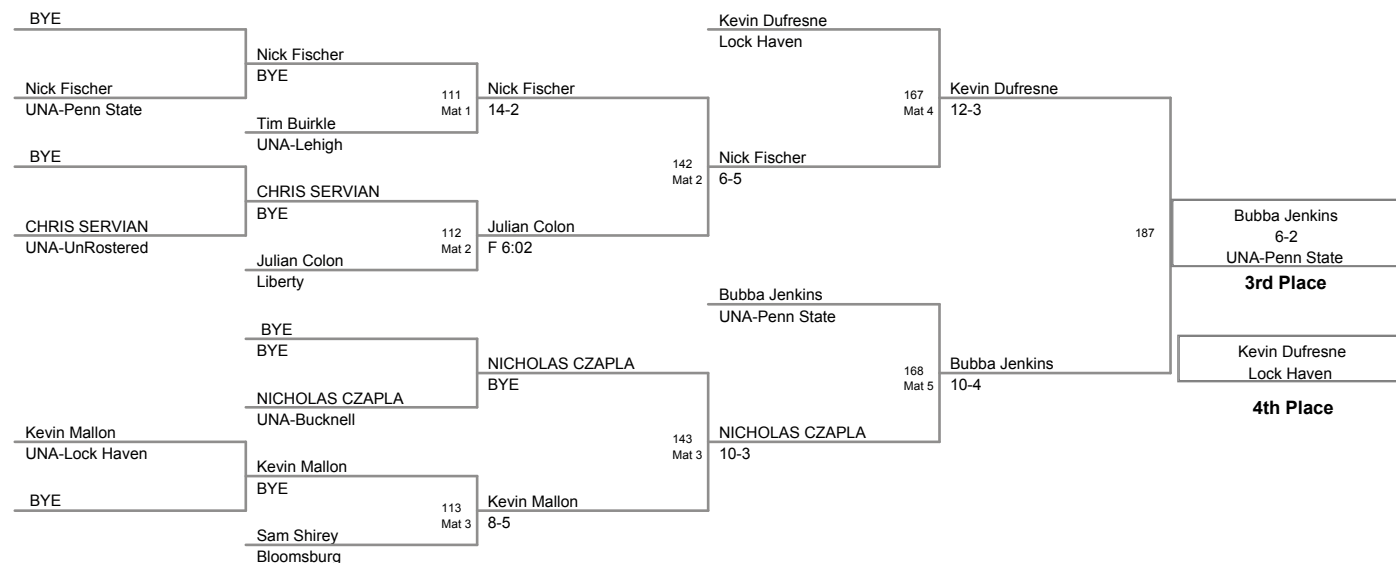 BYE
Nick Fischer
UNA-Penn State
BYE
CHRIS SERVIAN
UNA-UnRostered
Kevin Mallon
UNA-Lock Haven
BYE
Nick Fischer
BYE
Tim Buirkle
UNA-Lehigh
CHRIS SERVIAN
BYE
Julian Colon
Liberty
BYE
BYE
NICHOLAS CZAPLA
UNA-Bucknell
Kevin Mallon
BYE
Sam Shirey
Bloomsburg
111
Mat 1
Nick Fischer
14-2
112
Mat 2
Julian Colon
F 6:02
NICHOLAS CZAPLA
BYE
113
Mat 3
Kevin Mallon
8-5
Kevin Dufresne
Lock Haven
142
Mat 2
Nick Fischer
6-5
Bubba Jenkins
UNA-Penn State
143
Mat 3
NICHOLAS CZAPLA
10-3
167
Mat 4
Kevin Dufresne
12-3
168
Mat 5
Bubba Jenkins
10-4
187
Bubba Jenkins
6-2
UNA-Penn State
3rd Place
Kevin Dufresne
Lock Haven
4th Place